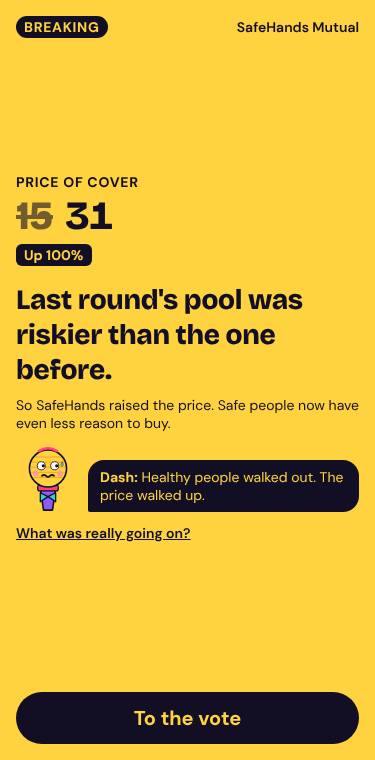 BREAKING
SafeHands Mutual
PRICE OF COVER
15 31
Up 100%
Last round's pool was
riskier than the one
before.
So SafeHands raised the price. Safe people now have
even less reason to buy.
Dash: Healthy people walked out. The
price walked up.
What was really going on?
To the vote